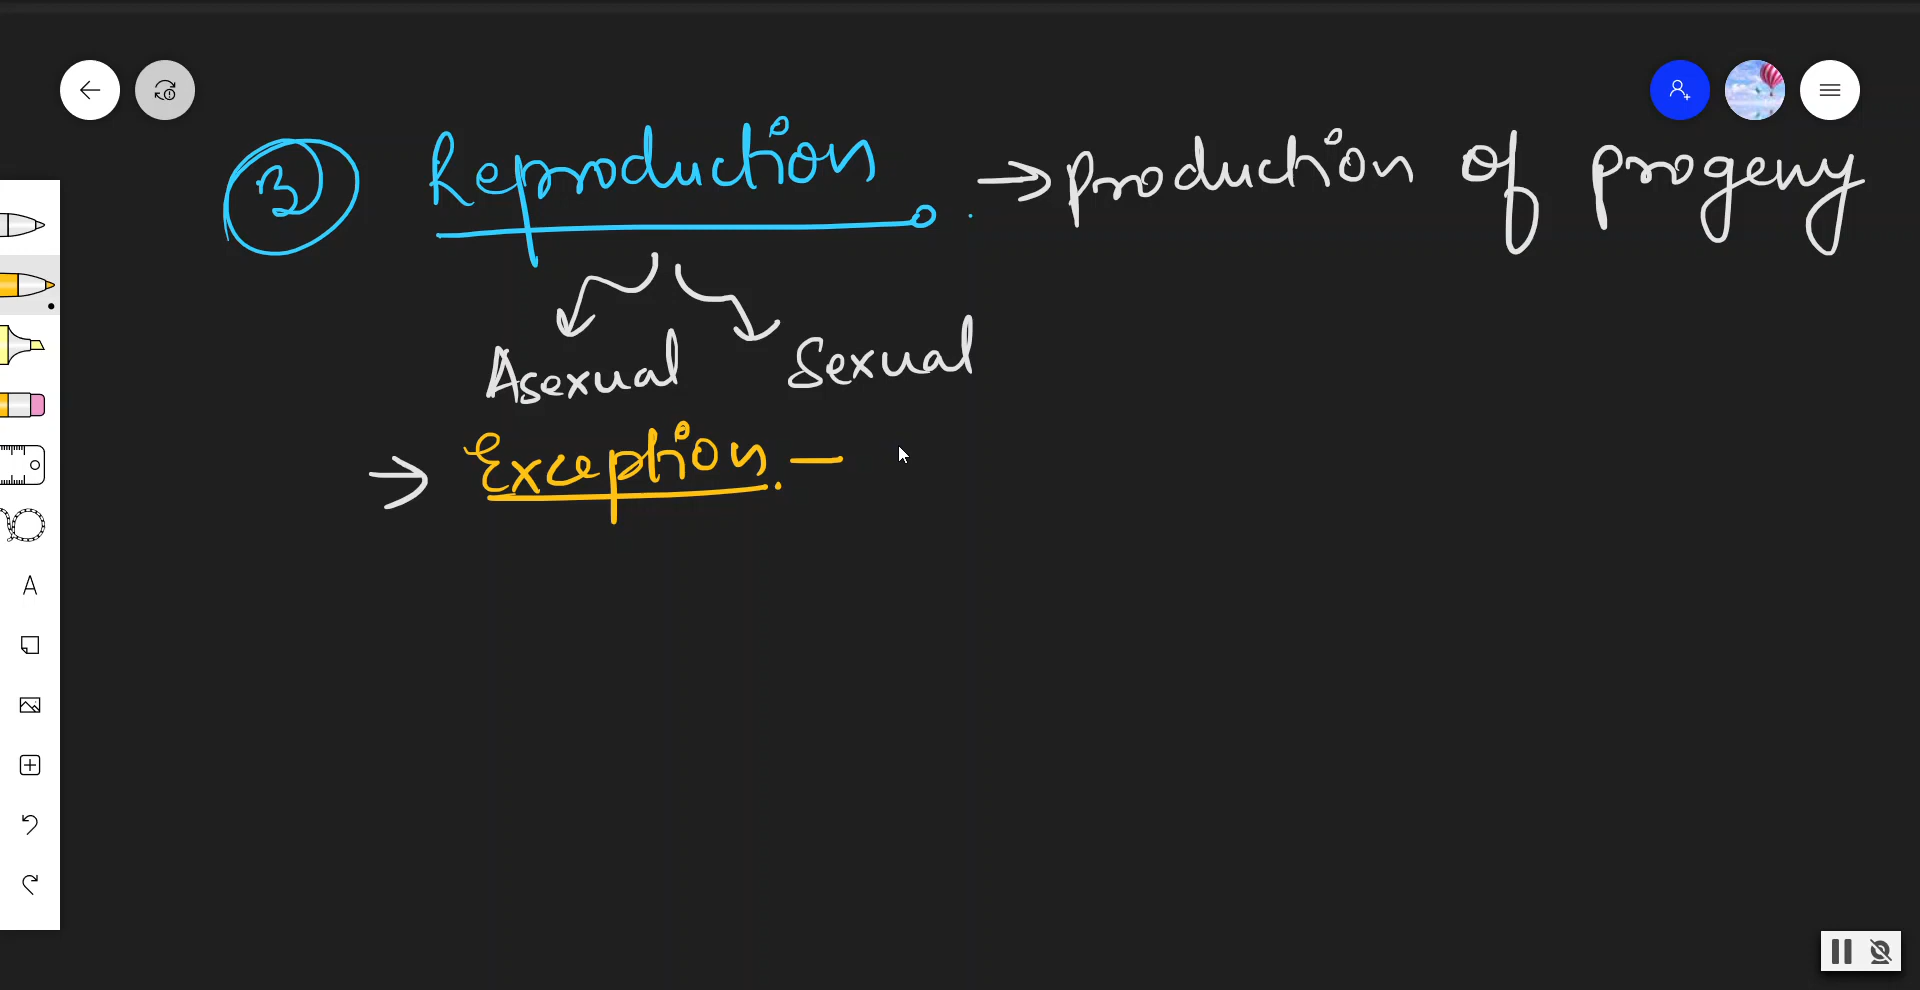 3 Reproduction. → production of progeny
Asexual Sexual
→ Exception. –
A